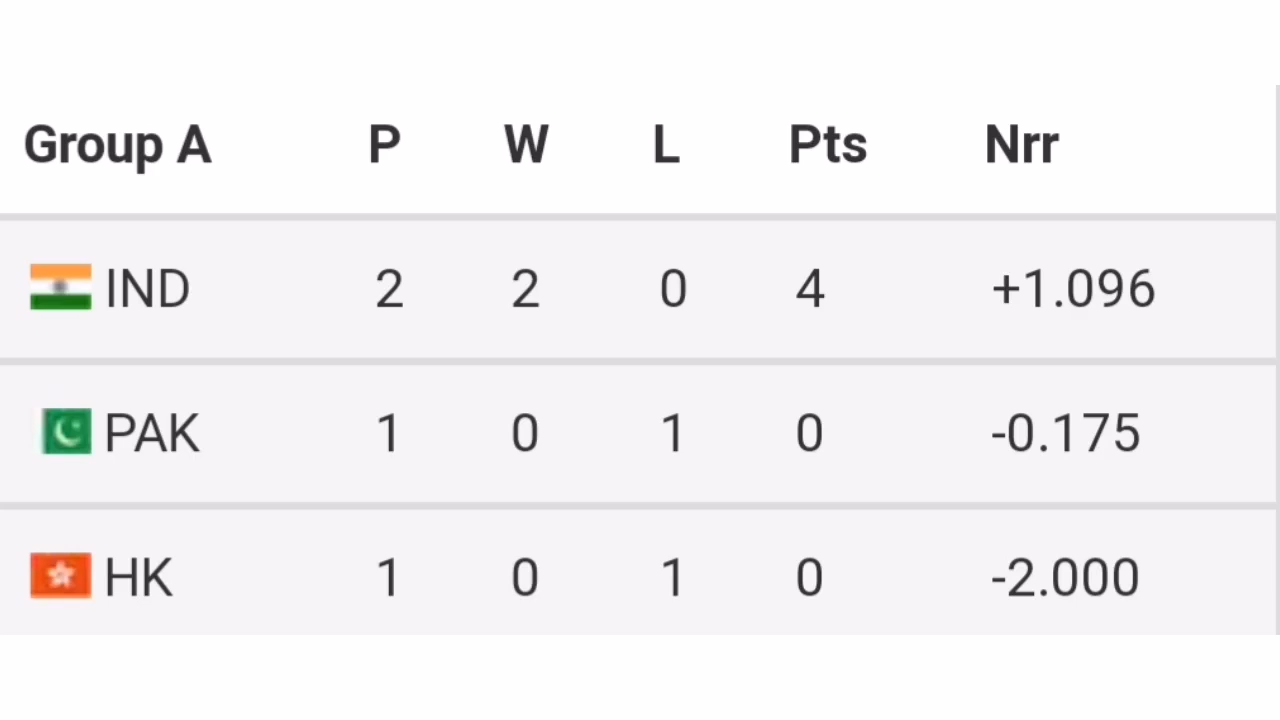 Group A P W L Pts Nrr
IND 2 2 0 4 +1.096
PAK 1 0 1 0 -0.175
HK 1 0 1 0 -2.000